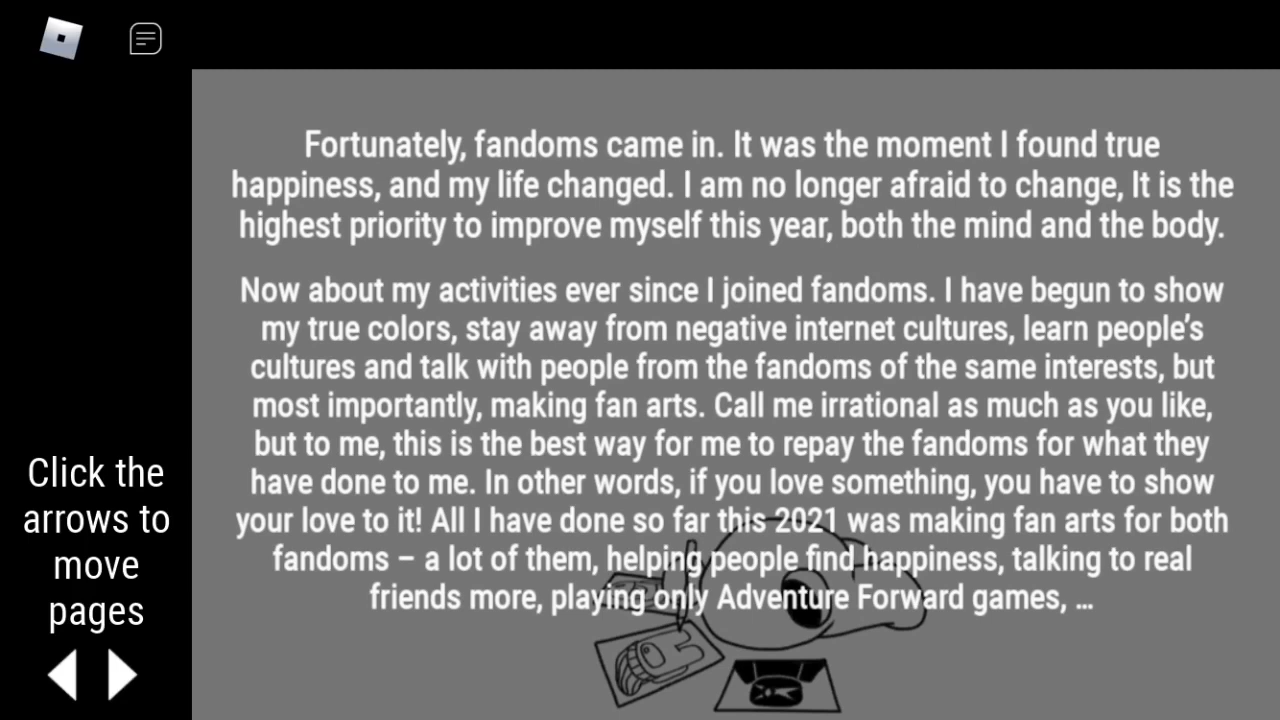 Fortunately, fandoms came in. It was the moment I found true
happiness, and my life changed. I am no longer afraid to change, It is the
highest priority to improve myself this year, both the mind and the body.
Now about my activities ever since I joined fandoms. I have begun to show
my true colors, stay away from negative internet cultures, learn people’s
cultures and talk with people from the fandoms of the same interests, but
most importantly, making fan arts. Call me irrational as much as you like,
but to me, this is the best way for me to repay the fandoms for what they
have done to me. In other words, if you love something, you have to show
your love to it! All I have done so far this 2021 was making fan arts for both
fandoms – a lot of them, helping people find happiness, talking to real
friends more, playing only Adventure Forward games, ...
Click the
arrows to
move
pages